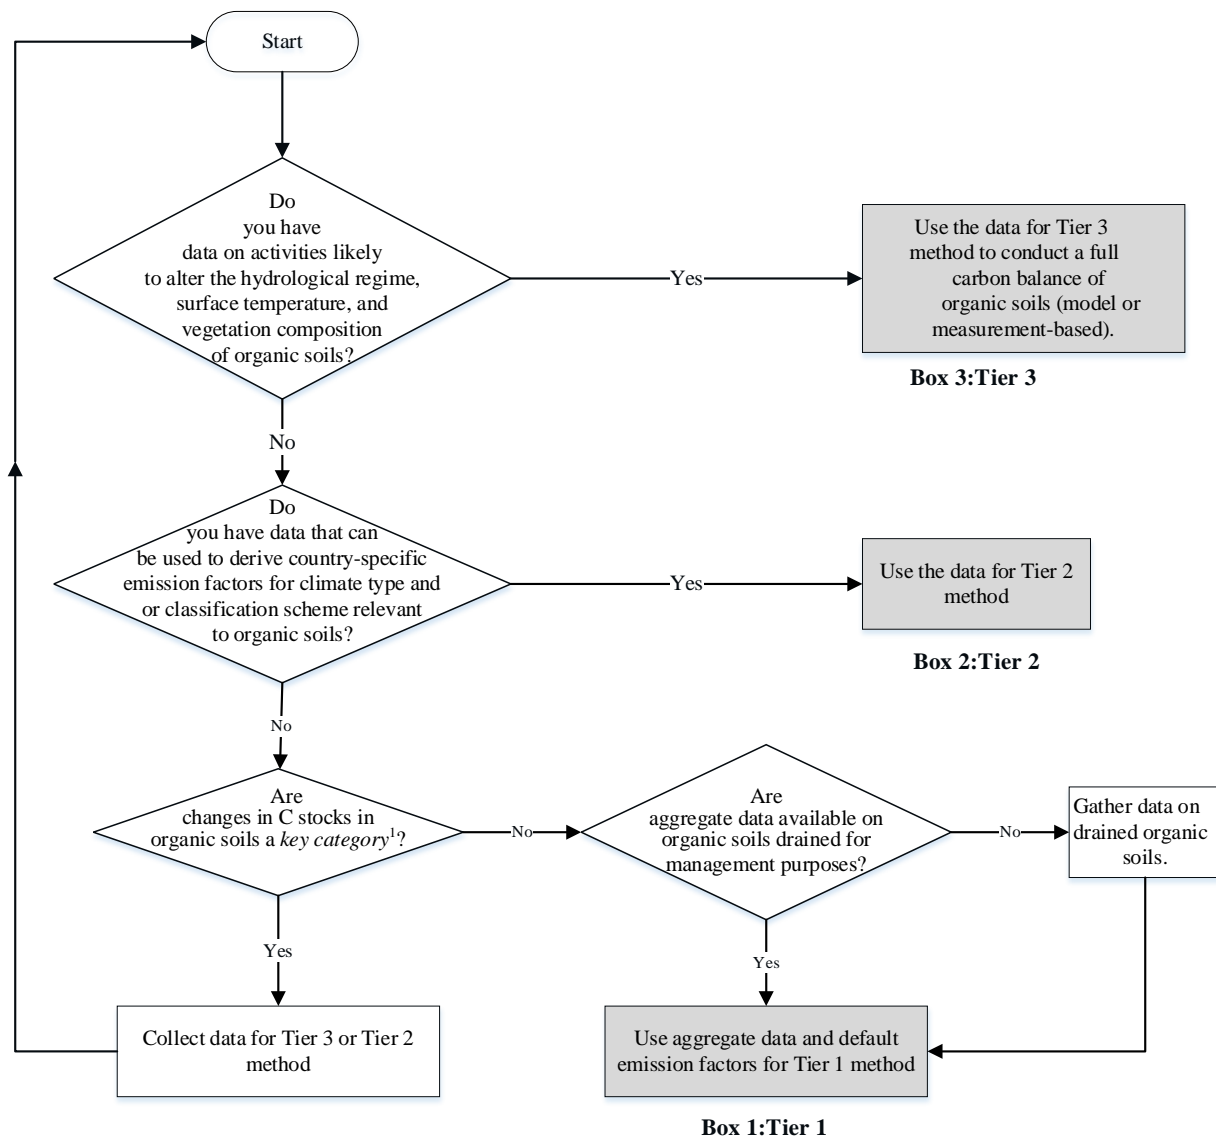 Start
Do
you have
data on activities likely
to alter the hydrological regime,
surface temperature, and
vegetation composition
of organic soils?
Yes
Use the data for Tier 3
method to conduct a full
carbon balance of
organic soils (model or
measurement-based).
Box 3:Tier 3
No
Do
you have data that can
be used to derive country-specific
emission factors for climate type and
or classification scheme relevant
to organic soils?
Yes
Use the data for Tier 2
method
Box 2:Tier 2
No
Are
changes in C stocks in
organic soils a key category¹?
No
Are
aggregate data available on
organic soils drained for
management purposes?
No
Gather data on
drained organic
soils.
Yes
Yes
Collect data for Tier 3 or Tier 2
method
Use aggregate data and default
emission factors for Tier 1 method
Box 1:Tier 1